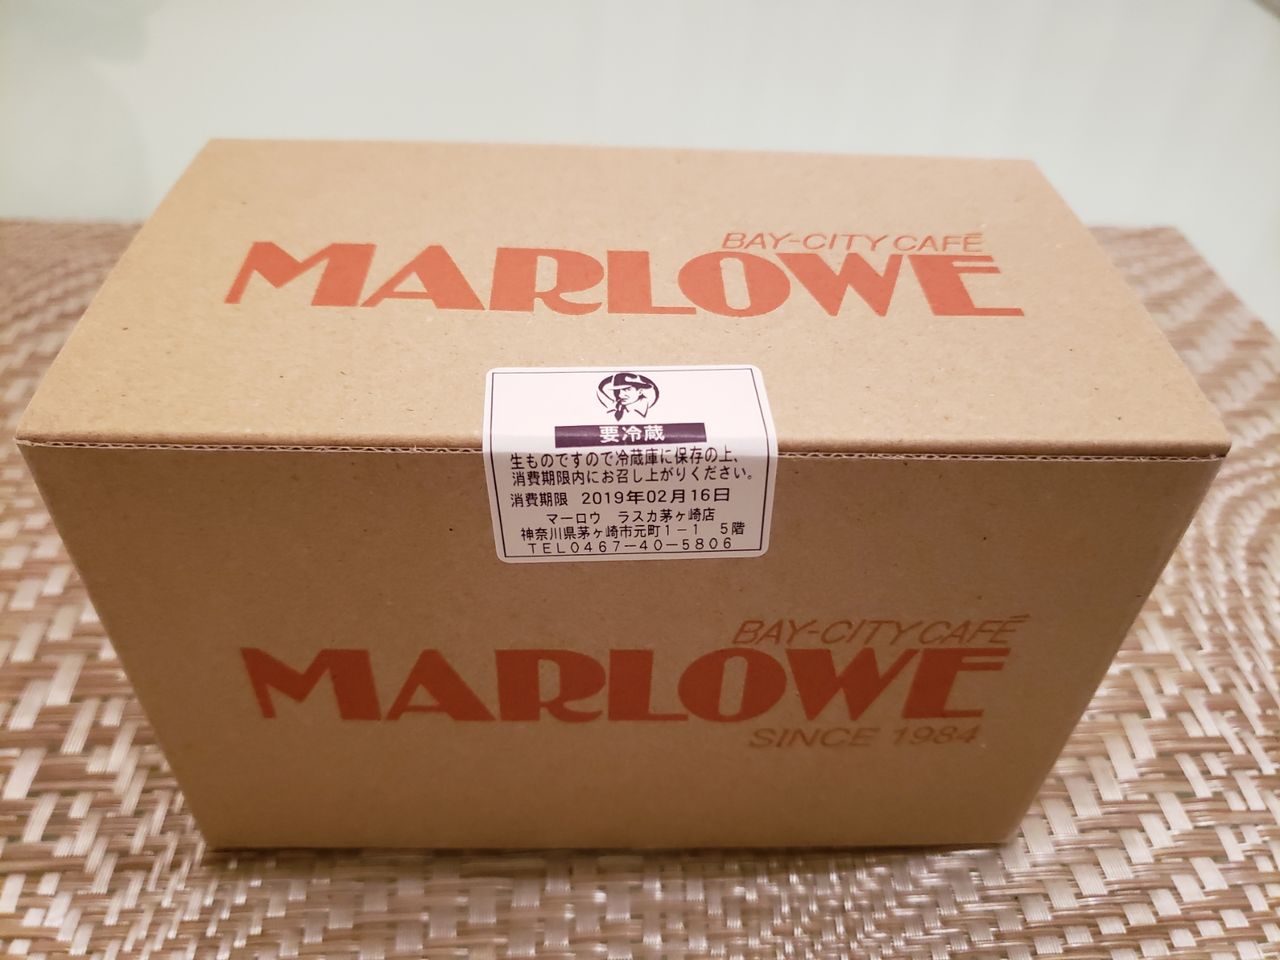 BAY-CITY CAFÉ
MARLOWE
要冷蔵
生ものですので冷蔵庫に保存の上、
消費期限内にお召し上がりください。
消費期限 2019年02月16日
マーロウ ラスカ茅ヶ崎店
神奈川県茅ヶ崎市元町1-1 5階
TEL0467-40-5806
BAY-CITY CAFÉ
MARLOWE
SINCE 1984